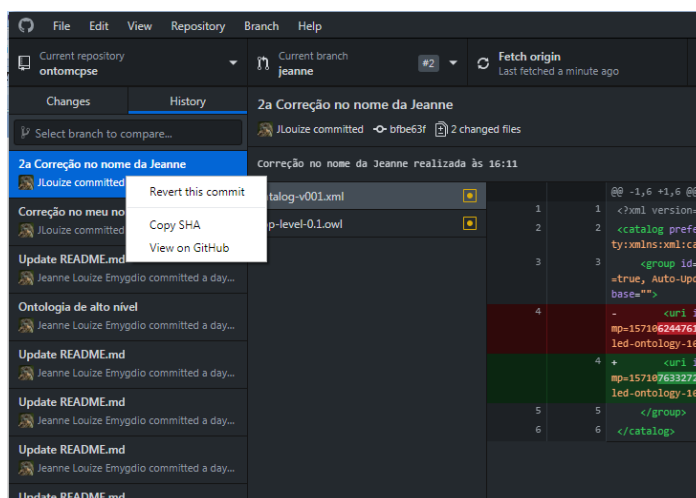 File Edit View Repository Branch Help
Current repository
ontomcpse
Current branch
jeanne
#2
Fetch origin
Last fetched a minute ago
Changes History
Select branch to compare...
2a Correção no nome da Jeanne
JLouize committed
Correção no meu no
JLouize committed
Update README.md
Jeanne Louize Emygdio committed a day...
Ontologia de alto nível
Jeanne Louize Emygdio committed a day...
Update README.md
Jeanne Louize Emygdio committed a day...
Update README.md
Jeanne Louize Emygdio committed a day...
Update README.md
Jeanne Louize Emygdio committed a day...
Update README.md
Revert this commit
Copy SHA
View on GitHub
2a Correção no nome da Jeanne
JLouize committed bfbe63f 2 changed files
Correção no nome da Jeanne realizada às 16:11
talog-v001.xml
p-level-0.1.owl
@@ -1,6 +1,6 @@
1 1 <?xml version=
2 2 <catalog prefe
ty:xmlns:xml:ca
3 3 <group id=
=true, Auto-Upd
base="">
4 - <uri i
mp=15710624476
led-ontology-16
4 + <uri i
mp=157107633272
led-ontology-16
5 5 </group>
6 6 </catalog>